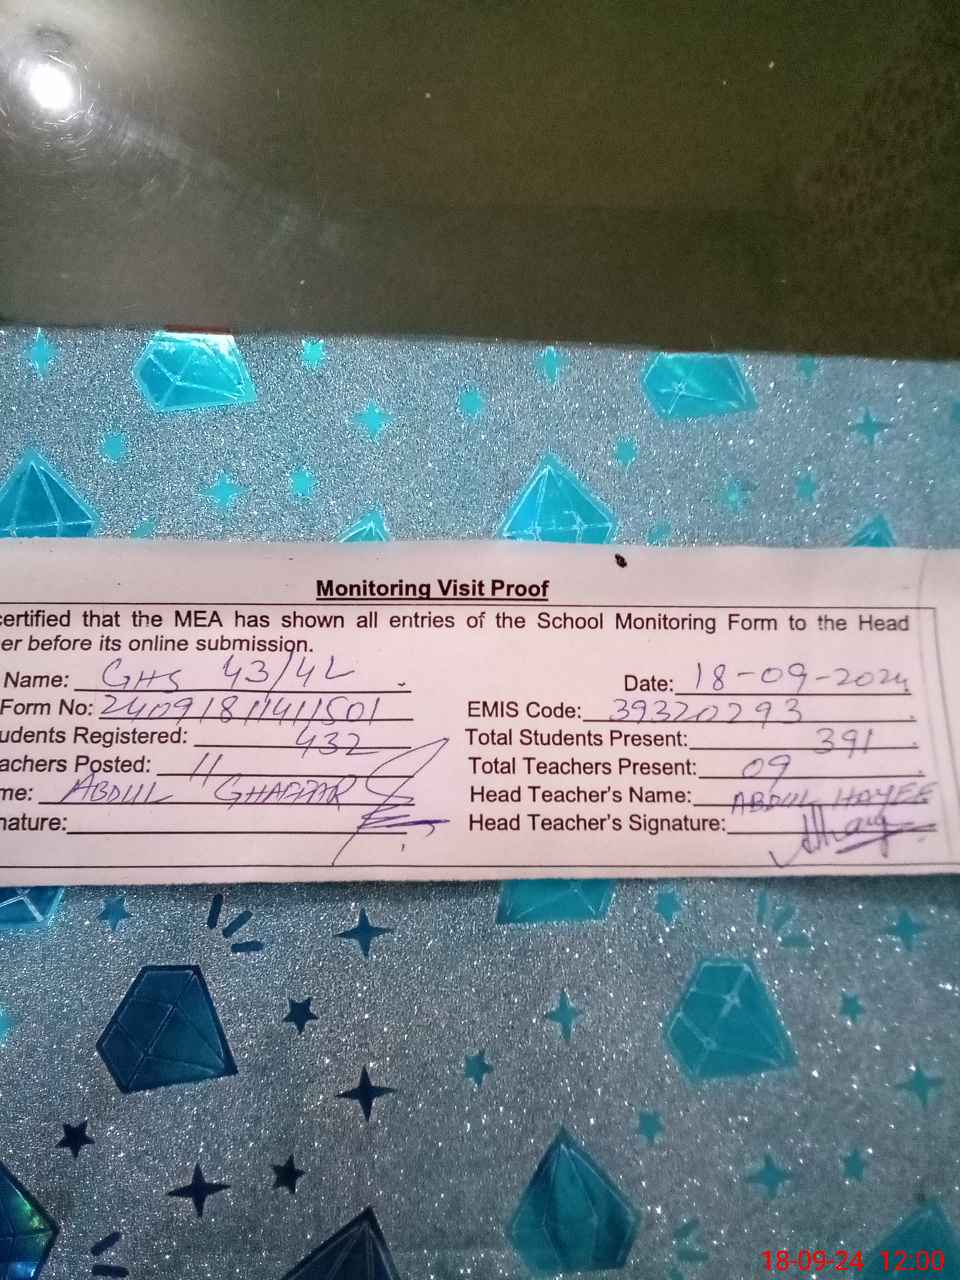 Monitoring Visit Proof
certified that the MEA has shown all entries of the School Monitoring Form to the Head
er before its online submission.
Name: GHS 43/4L Date: 18-09-2024
Form No: EMIS Code: 39320293
udents Registered: 432 Total Students Present: 391
achers Posted: 11 Total Teachers Present: 09
me: ABDUL GHAFFAR Head Teacher's Name: ABDUL HAYEE
nature: Head Teacher's Signature:
18-09-24 12:00